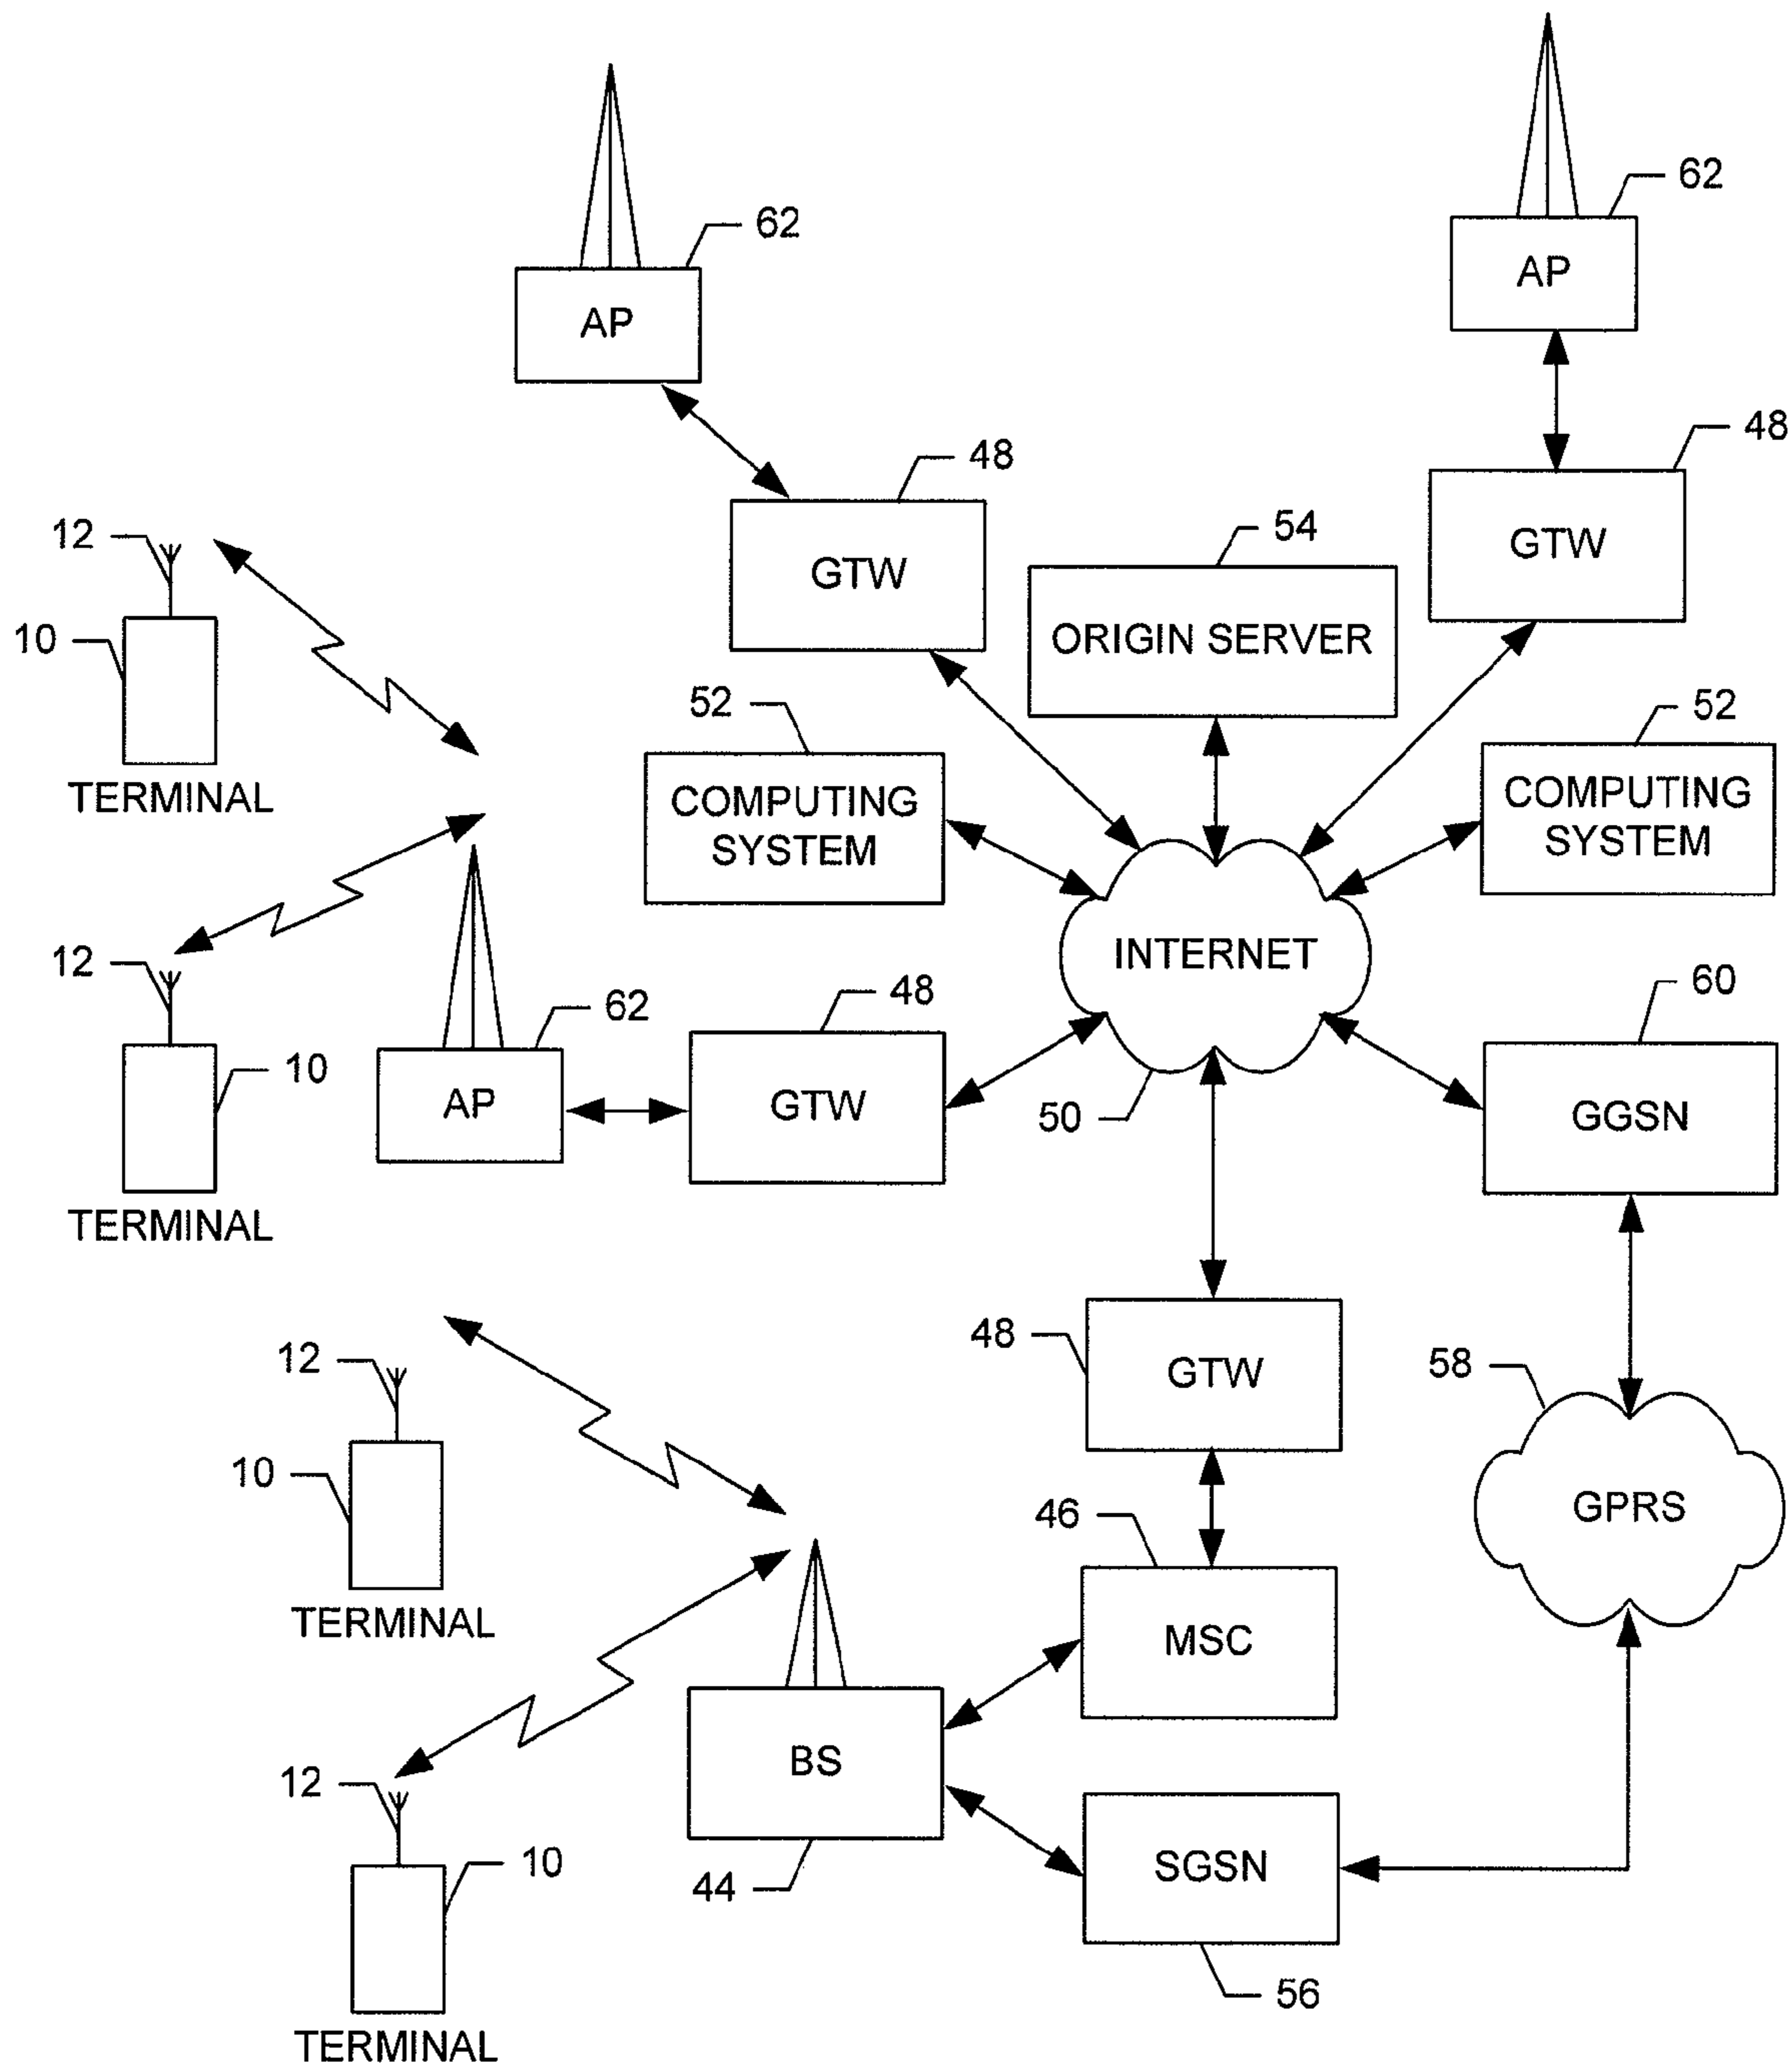 62
AP
62
AP
48
GTW
48
GTW
54
ORIGIN SERVER
12
10
TERMINAL
52
COMPUTING
SYSTEM
52
COMPUTING
SYSTEM
INTERNET
50
12
10
TERMINAL
62
AP
48
GTW
60
GGSN
48
GTW
58
GPRS
12
10
TERMINAL
46
MSC
BS
44
12
10
TERMINAL
SGSN
56